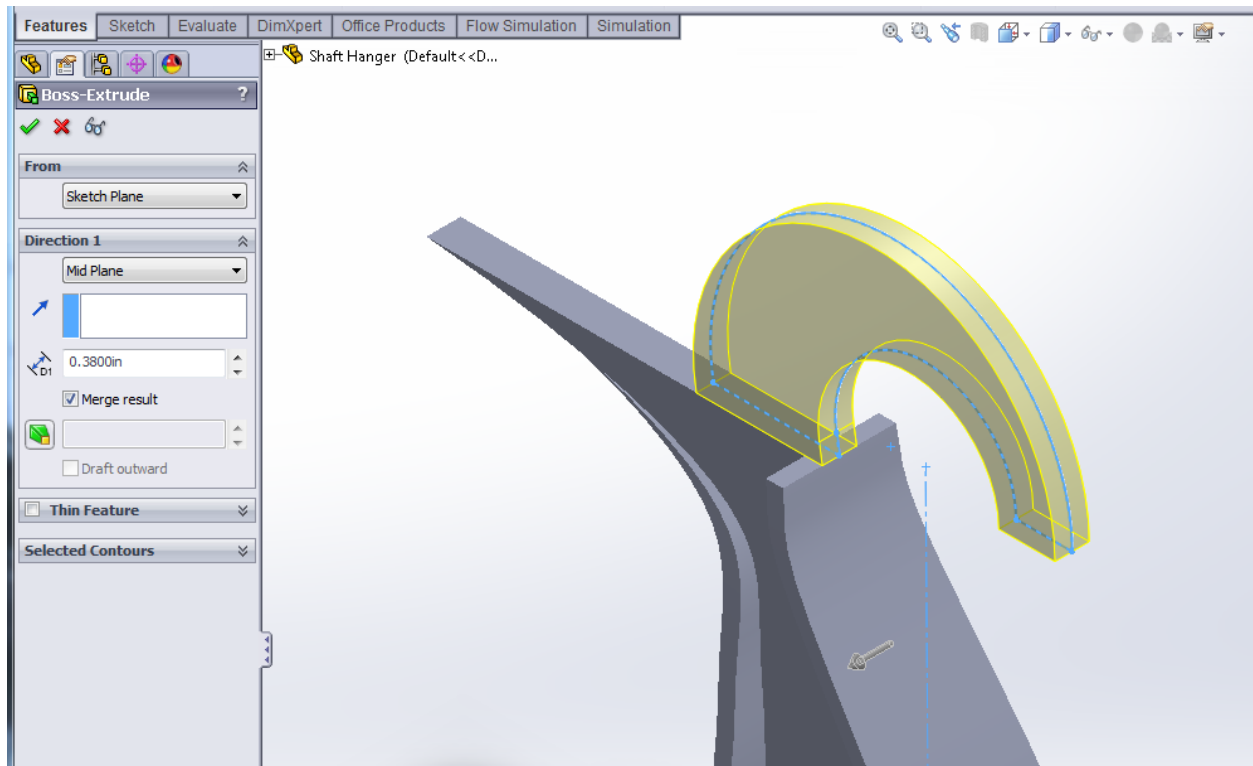 Features Sketch Evaluate DimXpert Office Products Flow Simulation Simulation
Shaft Hanger (Default<<D...
Boss-Extrude ?
From
Sketch Plane
Direction 1
Mid Plane
D1 0.3800in
Merge result
Draft outward
Thin Feature
Selected Contours